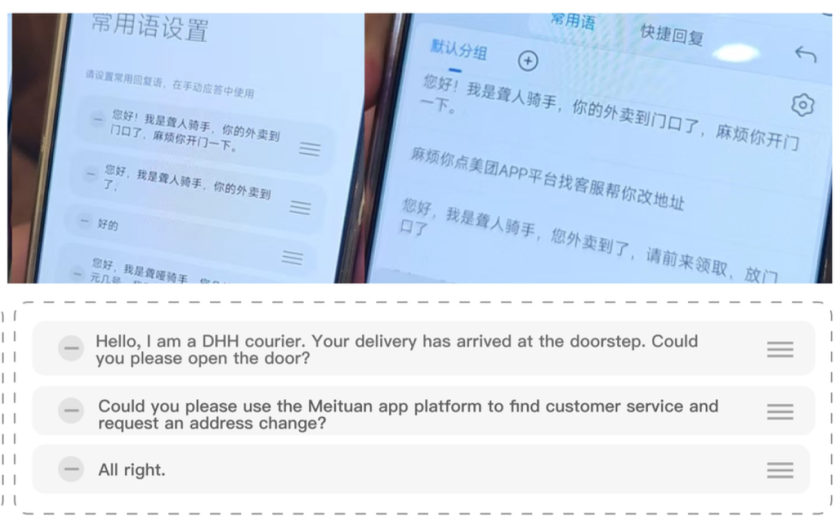 常用语设置
请设置常用回复语，在手动应答中使用
您好！我是聋人骑手，你的外卖到
门口了，麻烦你开门一下。
您好，我是聋人骑手，你的外卖到
了，
好的
您好，我是聋哑骑手，您
常用语
快捷回复
默认分组
您好！我是聋人骑手，你的外卖到门口了，麻烦你开门
一下。
麻烦你点美团APP平台找客服帮你改地址
您好，我是聋人骑手，您外卖到了，请前来领取，放门
口了
Hello, I am a DHH courier. Your delivery has arrived at the doorstep. Could
you please open the door?
Could you please use the Meituan app platform to find customer service and
request an address change?
All right.